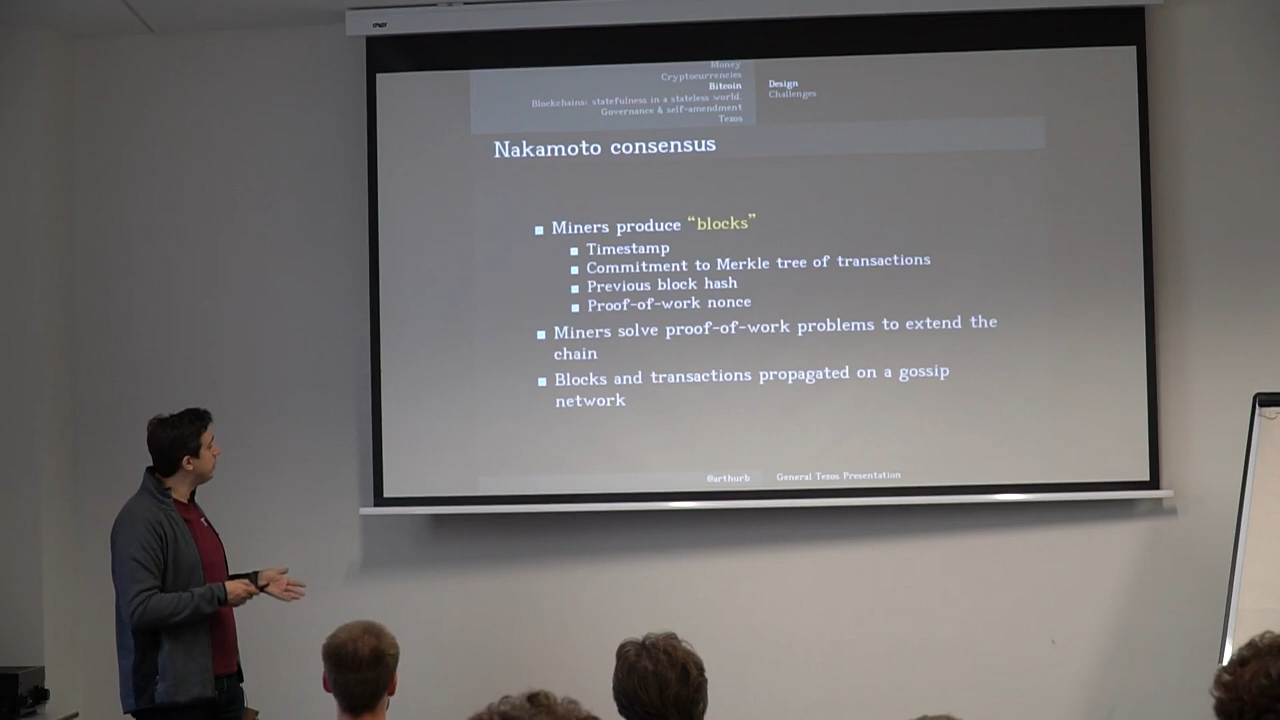 Money
Cryptocurrencies
Bitcoin
Blockchains: statefulness in a stateless world.
Governance & self-amendment
Tezos
Design
Challenges
Nakamoto consensus
Miners produce “blocks”
Timestamp
Commitment to Merkle tree of transactions
Previous block hash
Proof-of-work nonce
Miners solve proof-of-work problems to extend the
chain
Blocks and transactions propagated on a gossip
network
@arthurb
General Tezos Presentation